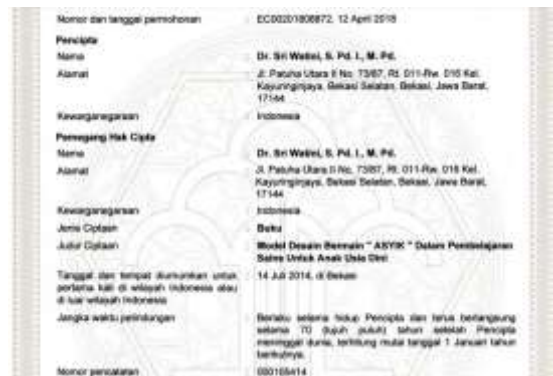 Nomor dan tanggal permohonan : EC00201808872, 12 April 2018
Pencipta
Nama : Dr. Sri Watini, S. Pd. I., M. Pd.
Alamat : Jl. Patuha Utara II No. 73/87, Rt. 011-Rw. 016 Kel.
Kayuringinjaya, Bekasi Selatan, Bekasi, Jawa Barat,
17144
Kewarganegaraan : Indonesia
Pemegang Hak Cipta
Nama : Dr. Sri Watini, S. Pd. I., M. Pd.
Alamat : Jl. Patuha Utara II No. 73/87, Rt. 011-Rw. 016 Kel.
Kayuringinjaya, Bekasi Selatan, Bekasi, Jawa Barat,
17144
Kewarganegaraan : Indonesia
Jenis Ciptaan : Buku
Judul Ciptaan : Model Desain Bermain " ASYIK " Dalam Pembelajaran
Sains Untuk Anak Usia Dini
Tanggal dan tempat diumumkan untuk : 14 Juli 2014, di Bekasi
pertama kali di wilayah Indonesia atau
di luar wilayah Indonesia
Jangka waktu pelindungan : Berlaku selama hidup Pencipta dan terus berlangsung
selama 70 (tujuh puluh) tahun setelah Pencipta
meninggal dunia, terhitung mulai tanggal 1 Januari tahun
berikutnya.
Nomor pencatatan : 000105414